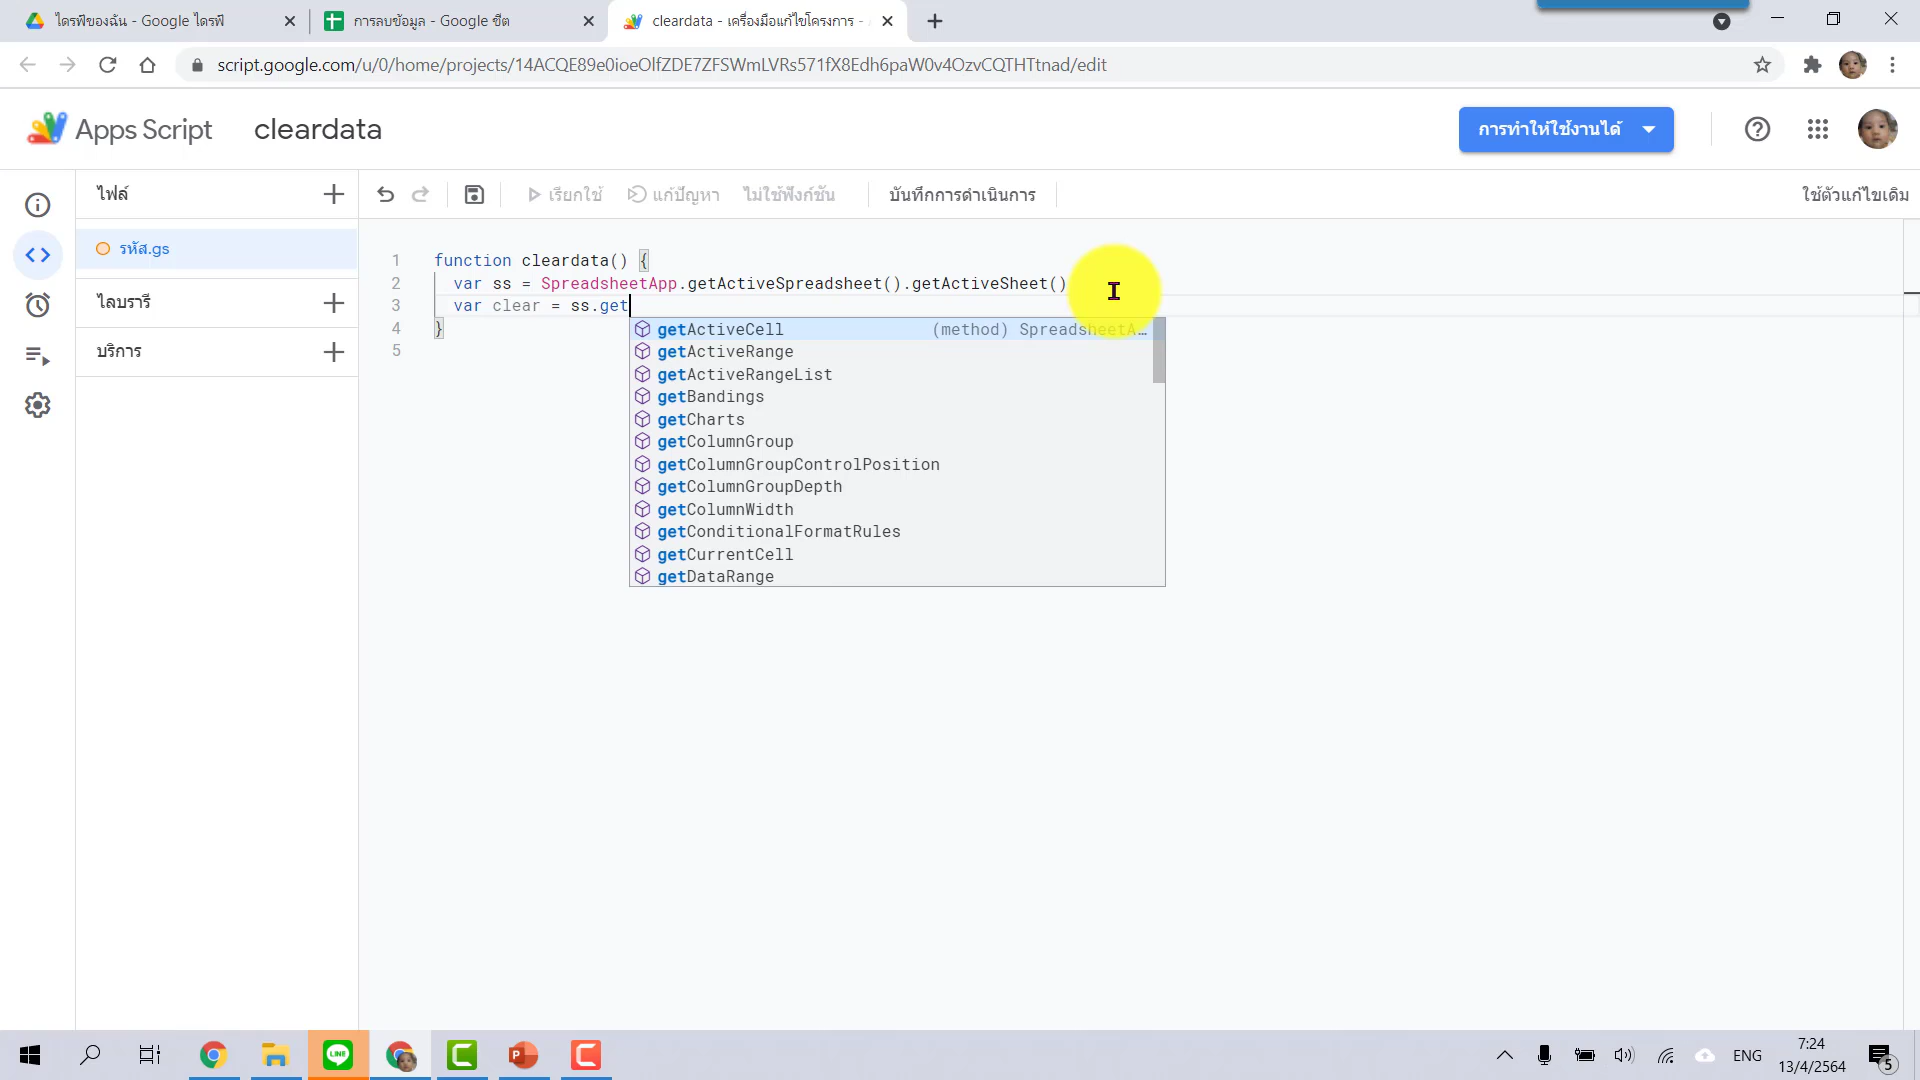 ไดรฟ์ของฉัน - Google ไดรฟ์
การลบข้อมูล - Google ชีต
cleardata - เครื่องมือแก้ไขโครงการ -
script.google.com/u/0/home/projects/14ACQE89e0ioeOlfZDE7ZFSWmLVRs571fX8Edh6paW0v4OzvCQTHTtnad/edit
Apps Script
cleardata
การทำให้ใช้งานได้
ไฟล์
เรียกใช้
แก้ปัญหา
ไม่ใช้ฟังก์ชัน
บันทึกการดำเนินการ
ใช้ตัวแก้ไขเดิม
รหัส.gs
ไลบรารี
บริการ
1 function cleardata() {
2 var ss = SpreadsheetApp.getActiveSpreadsheet().getActiveSheet()
3 var clear = ss.get
4 }
5
getActiveCell (method) SpreadsheetA…
getActiveRange
getActiveRangeList
getBandings
getCharts
getColumnGroup
getColumnGroupControlPosition
getColumnGroupDepth
getColumnWidth
getConditionalFormatRules
getCurrentCell
getDataRange
LINE
ENG
7:24
13/4/2564
5